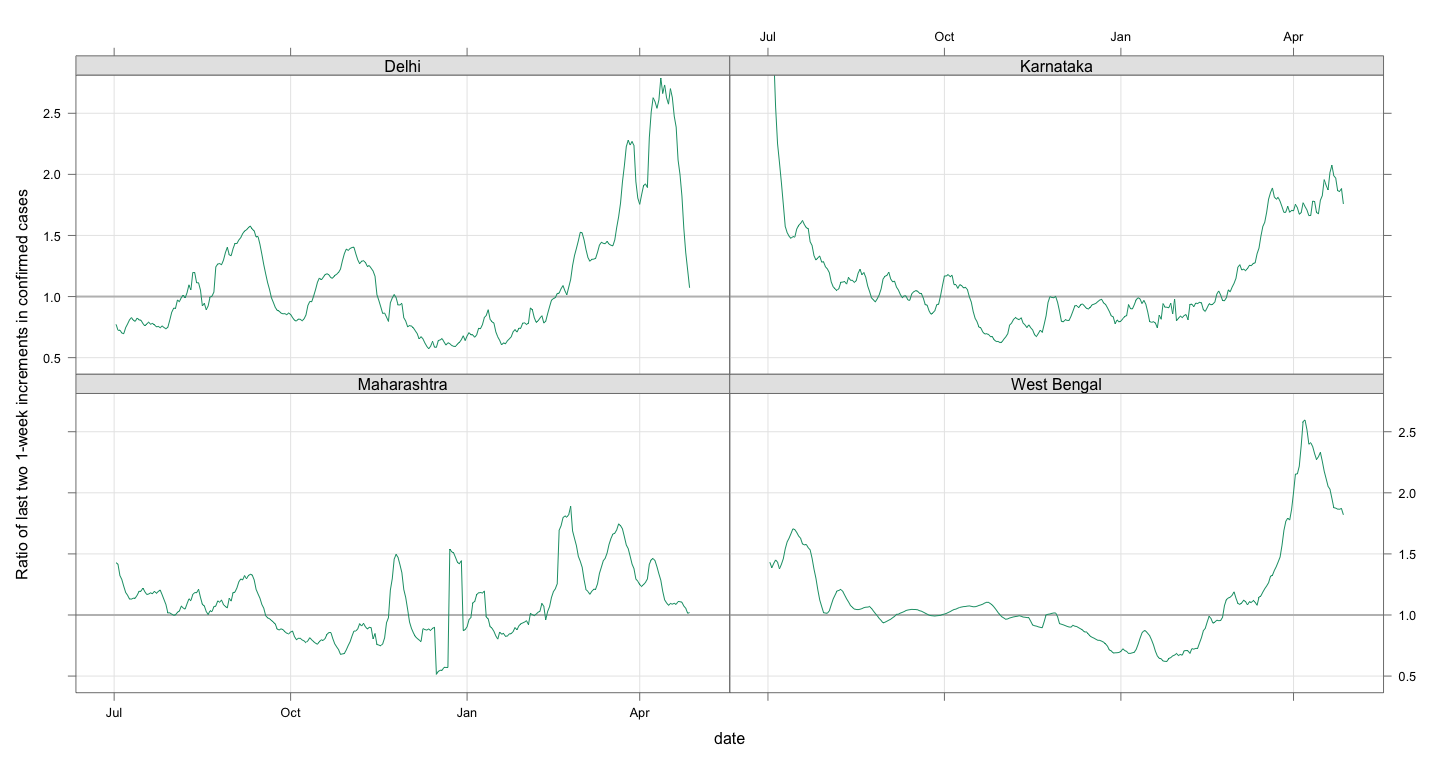 Jul Oct Jan Apr
Delhi Karnataka
2.5
2.0
1.5
1.0
0.5
Ratio of last two 1-week increments in confirmed cases
Maharashtra West Bengal
2.5
2.0
1.5
1.0
0.5
Jul Oct Jan Apr
date